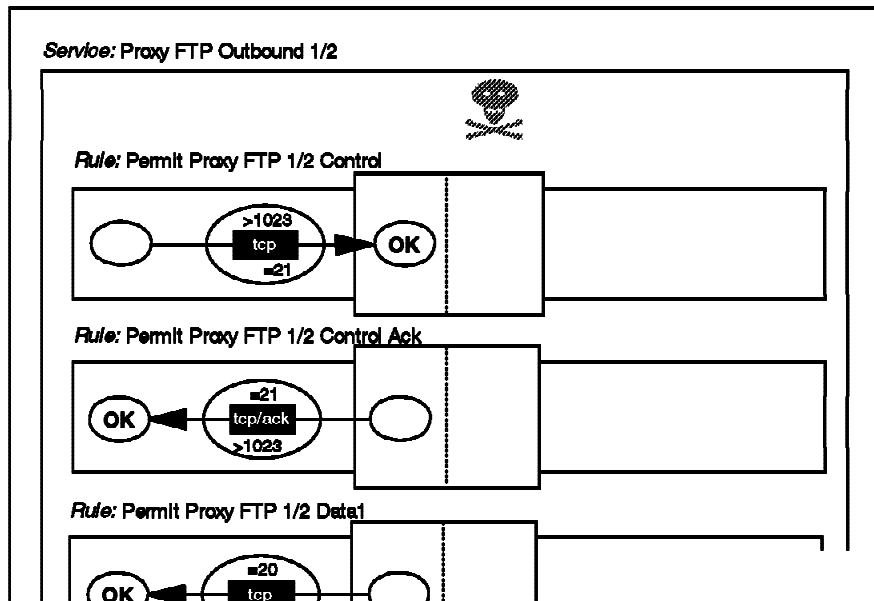 Service: Proxy FTP Outbound 1/2
Rule: Permit Proxy FTP 1/2 Control
>1023
tcp
=21
OK
Rule: Permit Proxy FTP 1/2 Control Ack
=21
OK
tcp/ack
>1023
Rule: Permit Proxy FTP 1/2 Data1
=20
OK
tcp